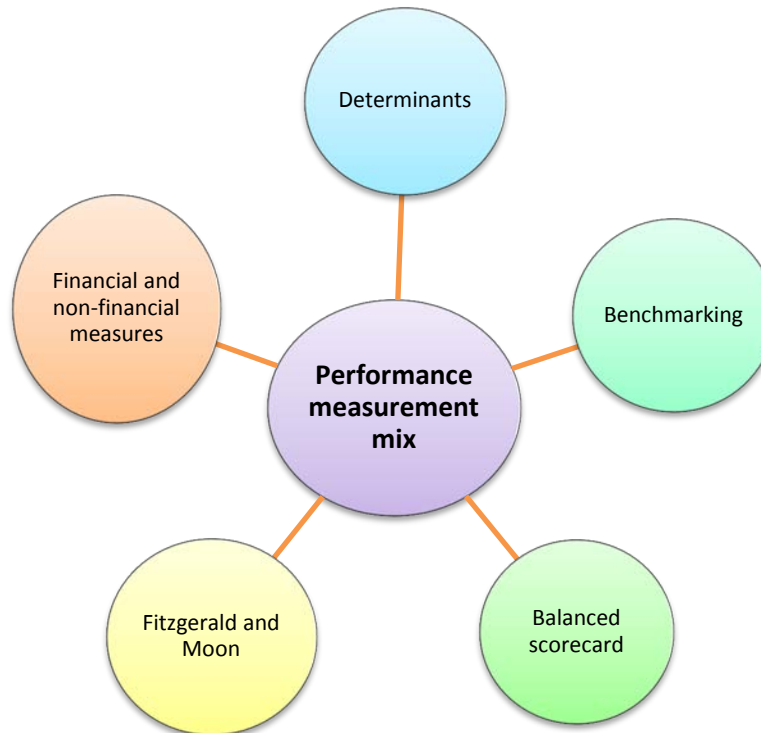 Determinants
Financial and
non-financial
measures
Benchmarking
Performance
measurement
mix
Fitzgerald and
Moon
Balanced
scorecard